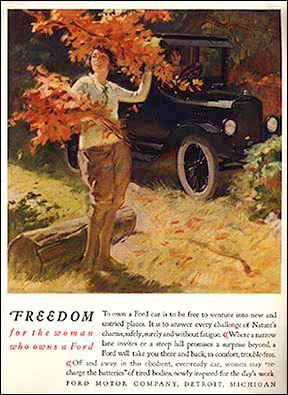 FREEDOM
for the woman
who owns a Ford
To own a Ford car is to be free to venture into new and
untried places. It is to answer every challenge of Nature's
charms, safely, surely and without fatigue. ¶ Where a narrow
lane invites or a steep hill promises a surprise beyond, a
Ford will take you there and back, in comfort, trouble-free.
¶ Off and away in this obedient, ever-ready car, women may "re-
charge the batteries" of tired bodies, newly inspired for the day's work
FORD MOTOR COMPANY, DETROIT, MICHIGAN